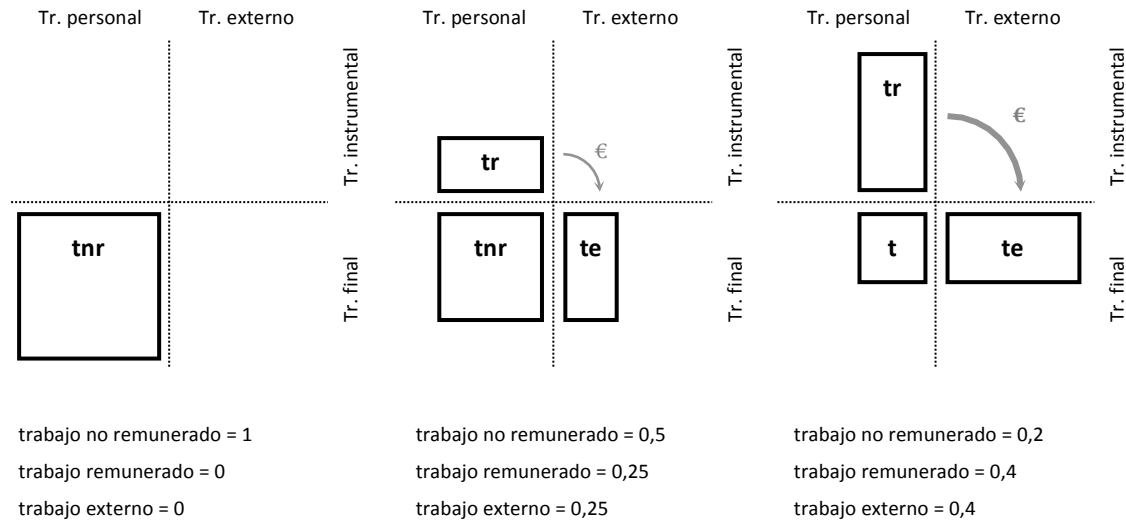 Tr. personal Tr. externo
Tr. instrumental
tnr
Tr. final
trabajo no remunerado = 1
trabajo remunerado = 0
trabajo externo = 0
Tr. personal Tr. externo
Tr. instrumental
tr
€
tnr te
Tr. final
trabajo no remunerado = 0,5
trabajo remunerado = 0,25
trabajo externo = 0,25
Tr. personal Tr. externo
Tr. instrumental
tr
€
t te
Tr. final
trabajo no remunerado = 0,2
trabajo remunerado = 0,4
trabajo externo = 0,4